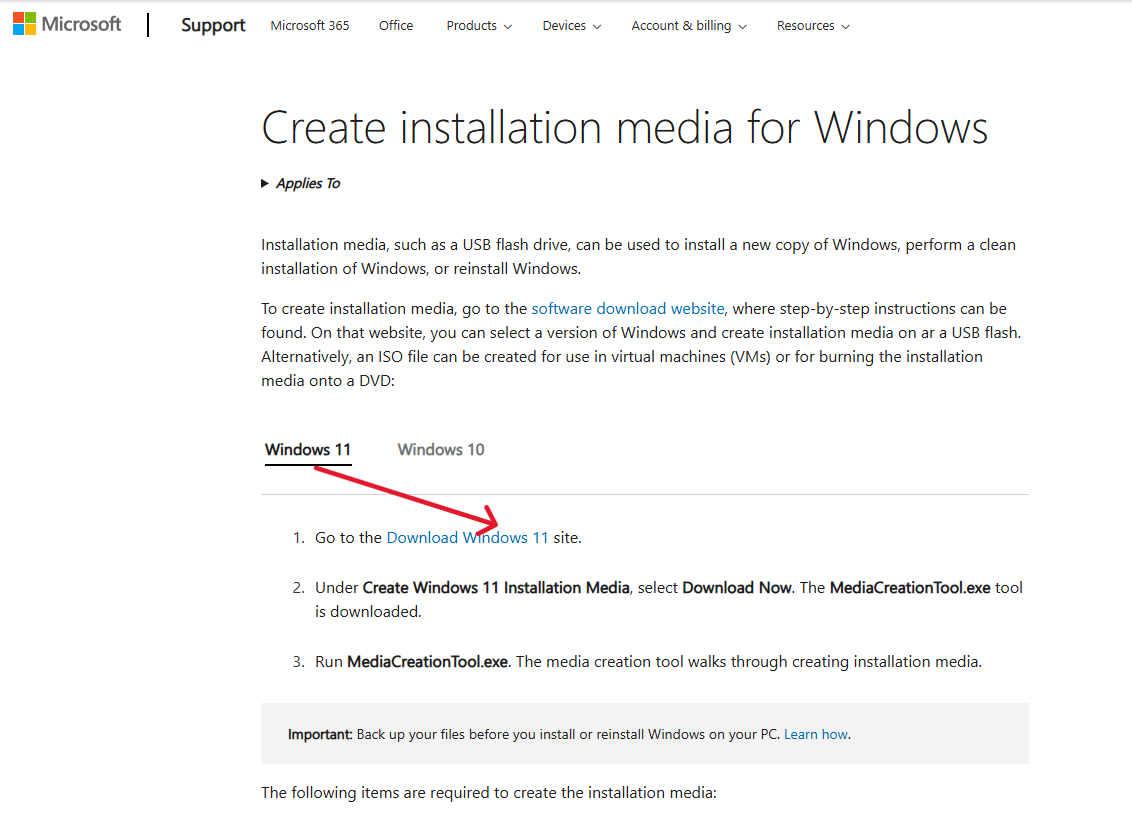 Microsoft Support Microsoft 365 Office Products Devices Account & billing Resources
Create installation media for Windows
Applies To
Installation media, such as a USB flash drive, can be used to install a new copy of Windows, perform a clean
installation of Windows, or reinstall Windows.
To create installation media, go to the software download website, where step-by-step instructions can be
found. On that website, you can select a version of Windows and create installation media on ar a USB flash.
Alternatively, an ISO file can be created for use in virtual machines (VMs) or for burning the installation
media onto a DVD:
Windows 11 Windows 10
1. Go to the Download Windows 11 site.
2. Under Create Windows 11 Installation Media, select Download Now. The MediaCreationTool.exe tool
is downloaded.
3. Run MediaCreationTool.exe. The media creation tool walks through creating installation media.
Important: Back up your files before you install or reinstall Windows on your PC. Learn how.
The following items are required to create the installation media: